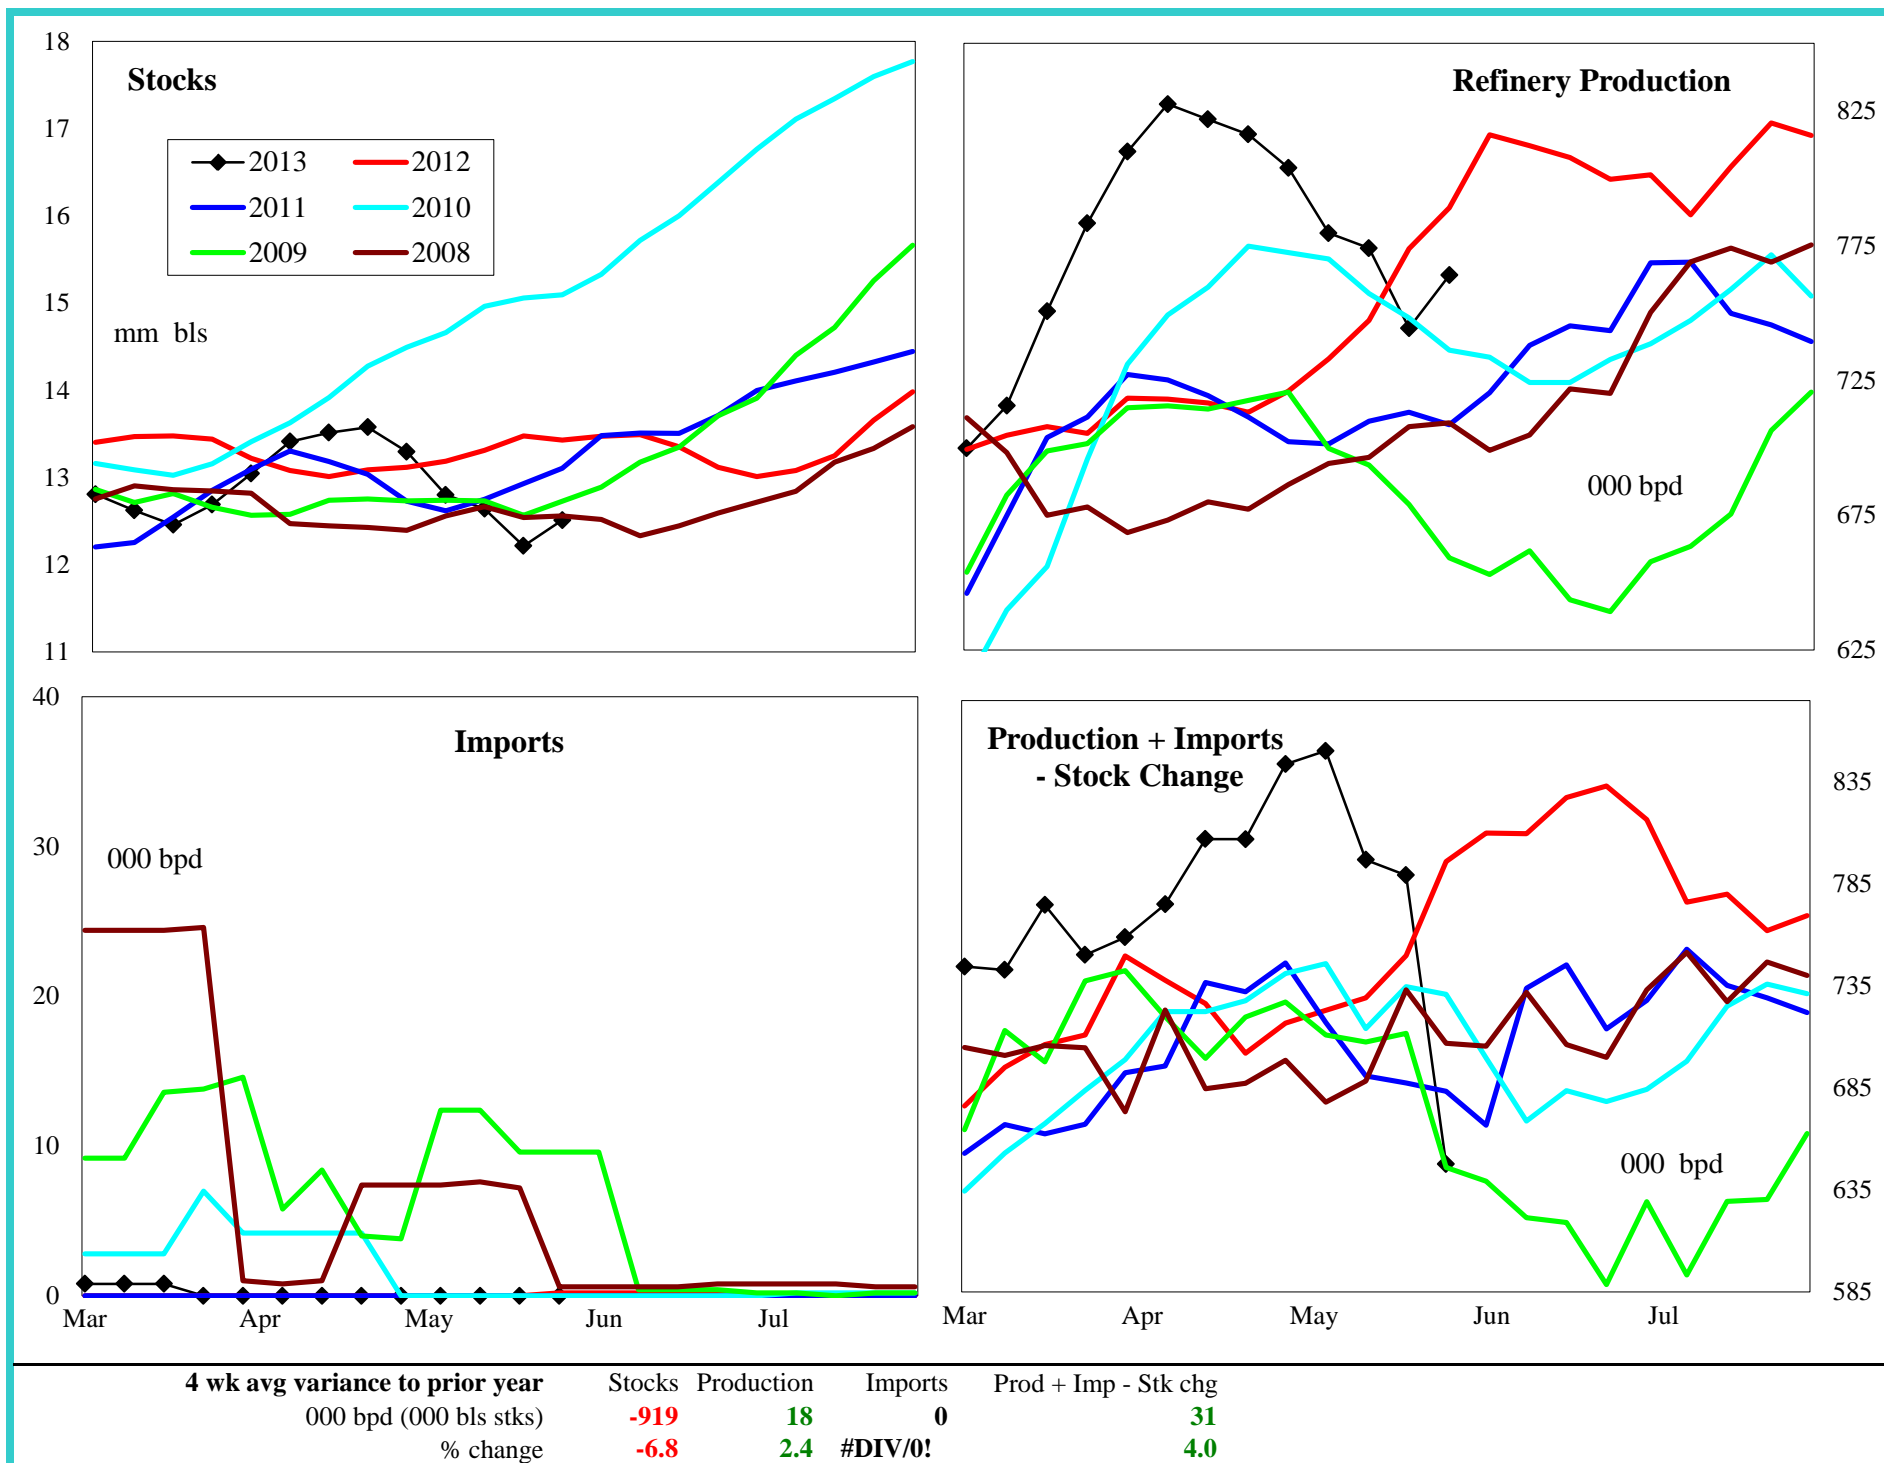 18
17
16
15
14
13
12
11
Stocks
2013
2012
2011
2010
2009
2008
mm bls
Refinery Production
825
775
725
675
625
000 bpd
40
30
20
10
0
Imports
000 bpd
Mar
Apr
May
Jun
Jul
Production + Imports
- Stock Change
835
785
735
685
635
585
000 bpd
Mar
Apr
May
Jun
Jul
4 wk avg variance to prior year Stocks Production Imports Prod + Imp - Stk chg
000 bpd (000 bls stks) -919 18 0 31
% change -6.8 2.4 #DIV/0! 4.0